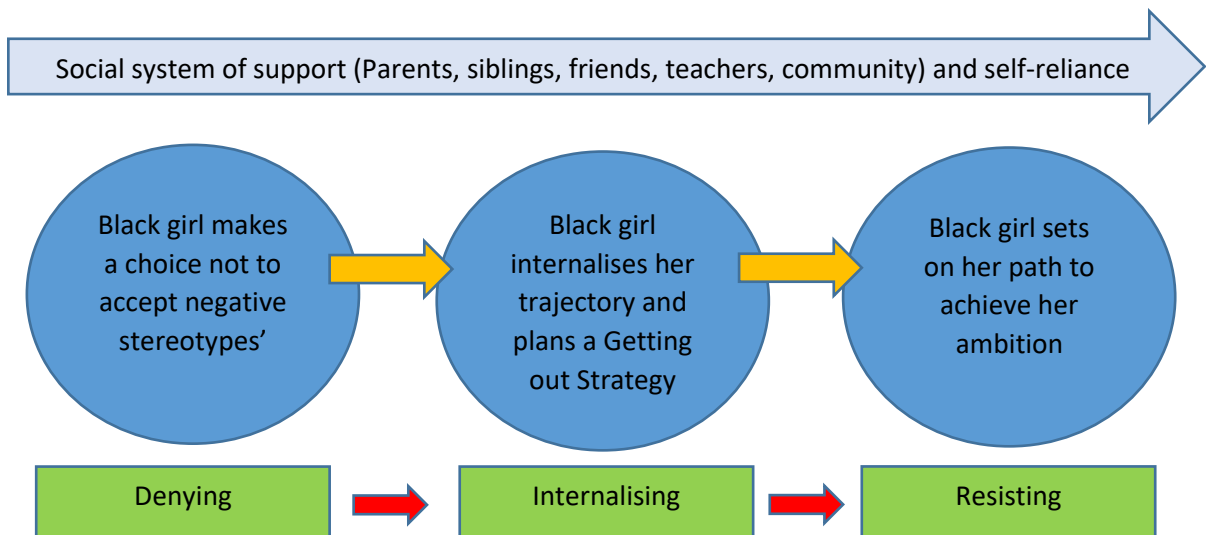 Social system of support (Parents, siblings, friends, teachers, community) and self-reliance
Black girl makes
a choice not to
accept negative
stereotypes’
Black girl
internalises her
trajectory and
plans a Getting
out Strategy
Black girl sets
on her path to
achieve her
ambition
Denying
Internalising
Resisting